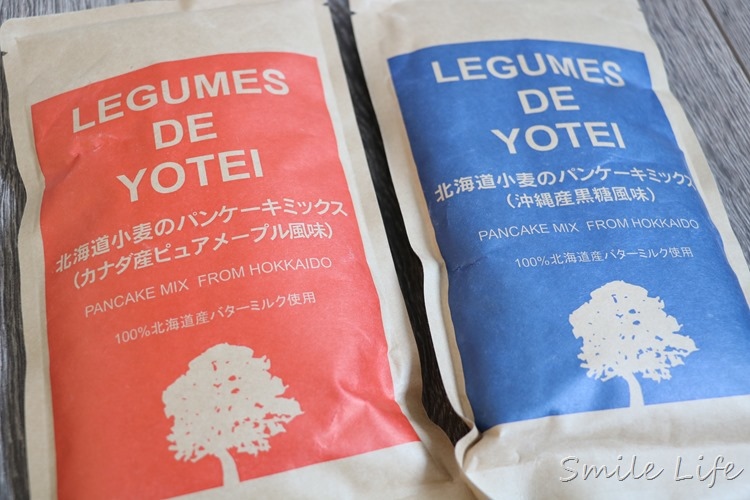 LEGUMES
DE
YOTEI
北海道小麦のパンケーキミックス
(カナダ産ピュアメープル風味)
PANCAKE MIX FROM HOKKAIDO
100%北海道産バターミルク使用
LEGUMES
DE
YOTEI
北海道小麦のパンケーキミックス
(沖縄産黒糖風味)
PANCAKE MIX FROM HOKKAIDO
100%北海道産バターミルク使用
Smile Life